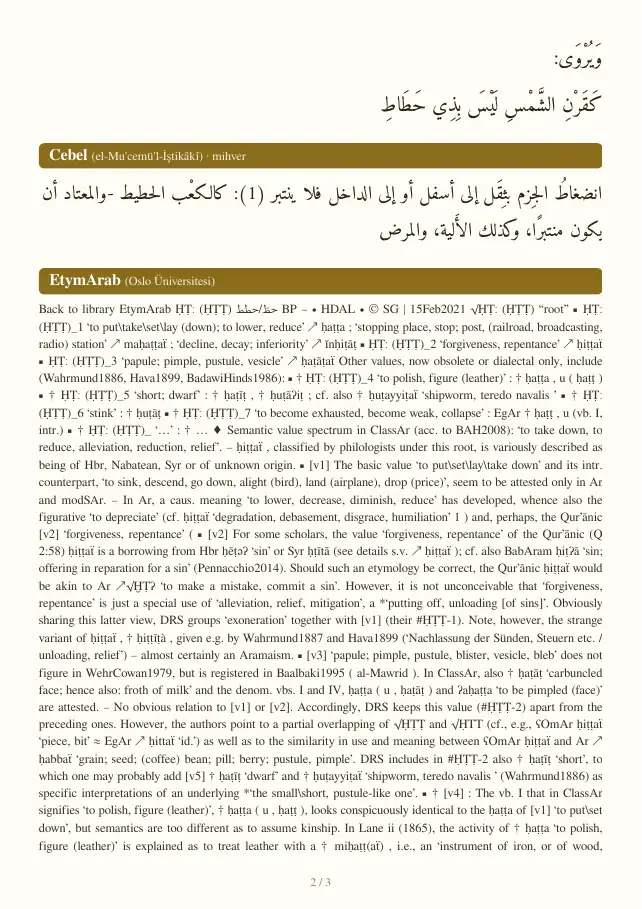 وَيُرْوَى:
كَقَرْنِ الشَّمْسِ لَيْسَ بِذِي حَطَاطِ
Cebel (el-Mu'cemü'l-İştikâkî) · mihver
انضغاطُ الجِزم بثِقَل إلى أسفل أو إلى الداخل فلا ينتبر (1): كالكعْب الحطيط -والمعتاد أن
يكون منتبرًا، وكذلك الأَلية، والمرض
EtymArab (Oslo Üniversitesi)
Back to library EtymArab ḤṬ: (ḤṬṬ) حظ/حطط BP – • HDAL • © SG | 15Feb2021 √ḤṬ: (ḤṬṬ) “root” ▪ ḤṬ:
(ḤṬṬ)_1 ‘to put\take\set\lay (down); to lower, reduce’ ↗ ḥaṭṭa ; ‘stopping place, stop; post, (railroad, broadcasting,
radio) station’ ↗ maḥaṭṭaẗ ; ‘decline, decay; inferiority’ ↗ ĭnḥiṭāṭ ▪ ḤṬ: (ḤṬṬ)_2 ‘forgiveness, repentance’ ↗ ḥiṭṭaẗ
▪ ḤṬ: (ḤṬṬ)_3 ‘papule; pimple, pustule, vesicle’ ↗ ḥaṭāṭaẗ Other values, now obsolete or dialectal only, include
(Wahrmund1886, Hava1899, BadawiHinds1986): ▪ † ḤṬ: (ḤṬṬ)_4 ‘to polish, figure (leather)’ : † ḥaṭṭa , u ( ḥaṭṭ )
▪ † ḤṬ: (ḤṬṬ)_5 ‘short; dwarf’ : † ḥaṭīṭ , † ḥuṭāʔiṭ ; cf. also † ḥuṭayyiṭaẗ ‘shipworm, teredo navalis ’ ▪ † ḤṬ:
(ḤṬṬ)_6 ‘stink’ : † ḥuṭāṭ ▪ † ḤṬ: (ḤṬṬ)_7 ‘to become exhausted, become weak, collapse’ : EgAr † ḥaṭṭ , u (vb. I,
intr.) ▪ † ḤṬ: (ḤṬṬ)_ ‘…’ : † … ♦ Semantic value spectrum in ClassAr (acc. to BAH2008): ‘to take down, to
reduce, alleviation, reduction, relief’. – ḥiṭṭaẗ , classified by philologists under this root, is variously described as
being of Hbr, Nabatean, Syr or of unknown origin. ▪ [v1] The basic value ‘to put\set\lay\take down’ and its intr.
counterpart, ‘to sink, descend, go down, alight (bird), land (airplane), drop (price)’, seem to be attested only in Ar
and modSAr. – In Ar, a caus. meaning ‘to lower, decrease, diminish, reduce’ has developed, whence also the
figurative ‘to depreciate’ (cf. ḥiṭṭaẗ ‘degradation, debasement, disgrace, humiliation’ 1 ) and, perhaps, the Qurʾānic
[v2] ‘forgiveness, repentance’ ( ▪ [v2] For some scholars, the value ‘forgiveness, repentance’ of the Qurʾānic (Q
2:58) ḥiṭṭaẗ is a borrowing from Hbr ḥēṭəʔ ‘sin’ or Syr ḥṭītā (see details s.v. ↗ ḥiṭṭaẗ ); cf. also BabAram ḥiṭʔā ‘sin;
offering in reparation for a sin’ (Pennacchio2014). Should such an etymology be correct, the Qurʾānic ḥiṭṭaẗ would
be akin to Ar ↗√ḤṬʔ ‘to make a mistake, commit a sin’. However, it is not unconceivable that ‘forgiveness,
repentance’ is just a special use of ‘alleviation, relief, mitigation’, a *‘putting off, unloading [of sins]’. Obviously
sharing this latter view, DRS groups ‘exoneration’ together with [v1] (their #ḤṬṬ-1). Note, however, the strange
variant of ḥiṭṭaẗ , † ḥiṭṭīṯà , given e.g. by Wahrmund1887 and Hava1899 (‘Nachlassung der Sünden, Steuern etc. /
unloading, relief’) – almost certainly an Aramaism. ▪ [v3] ‘papule; pimple, pustule, blister, vesicle, bleb’ does not
figure in WehrCowan1979, but is registered in Baalbaki1995 ( al-Mawrid ). In ClassAr, also † ḥaṭāṭ ‘carbuncled
face; hence also: froth of milk’ and the denom. vbs. I and IV, ḥaṭṭa ( u , ḥaṭāṭ ) and ʔaḥaṭṭa ‘to be pimpled (face)’
are attested. – No obvious relation to [v1] or [v2]. Accordingly, DRS keeps this value (#ḤṬṬ-2) apart from the
preceding ones. However, the authors point to a partial overlapping of √ḤṬṬ and √ḤTT (cf., e.g., ʕOmAr ḥiṭṭaẗ
‘piece, bit’ ≈ EgAr ↗ ḥittaẗ ‘id.’) as well as to the similarity in use and meaning between ʕOmAr ḥiṭṭaẗ and Ar ↗
ḥabbaẗ ‘grain; seed; (coffee) bean; pill; berry; pustule, pimple’. DRS includes in #ḤṬṬ-2 also † ḥaṭīṭ ‘short’, to
which one may probably add [v5] † ḥaṭīṭ ‘dwarf’ and † ḥuṭayyiṭaẗ ‘shipworm, teredo navalis ’ (Wahrmund1886) as
specific interpretations of an underlying *‘the small\short, pustule-like one’. ▪ † [v4] : The vb. I that in ClassAr
signifies ‘to polish, figure (leather)’, † ḥaṭṭa ( u , ḥaṭṭ ), looks conspicuously identical to the ḥaṭṭa of [v1] ‘to put\set
down’, but semantics are too different as to assume kinship. In Lane ii (1865), the activity of † ḥaṭṭa ‘to polish,
figure (leather)’ is explained as to treat leather with a † miḥaṭṭ(aẗ) , i.e., an ‘instrument of iron, or of wood,
2 / 3